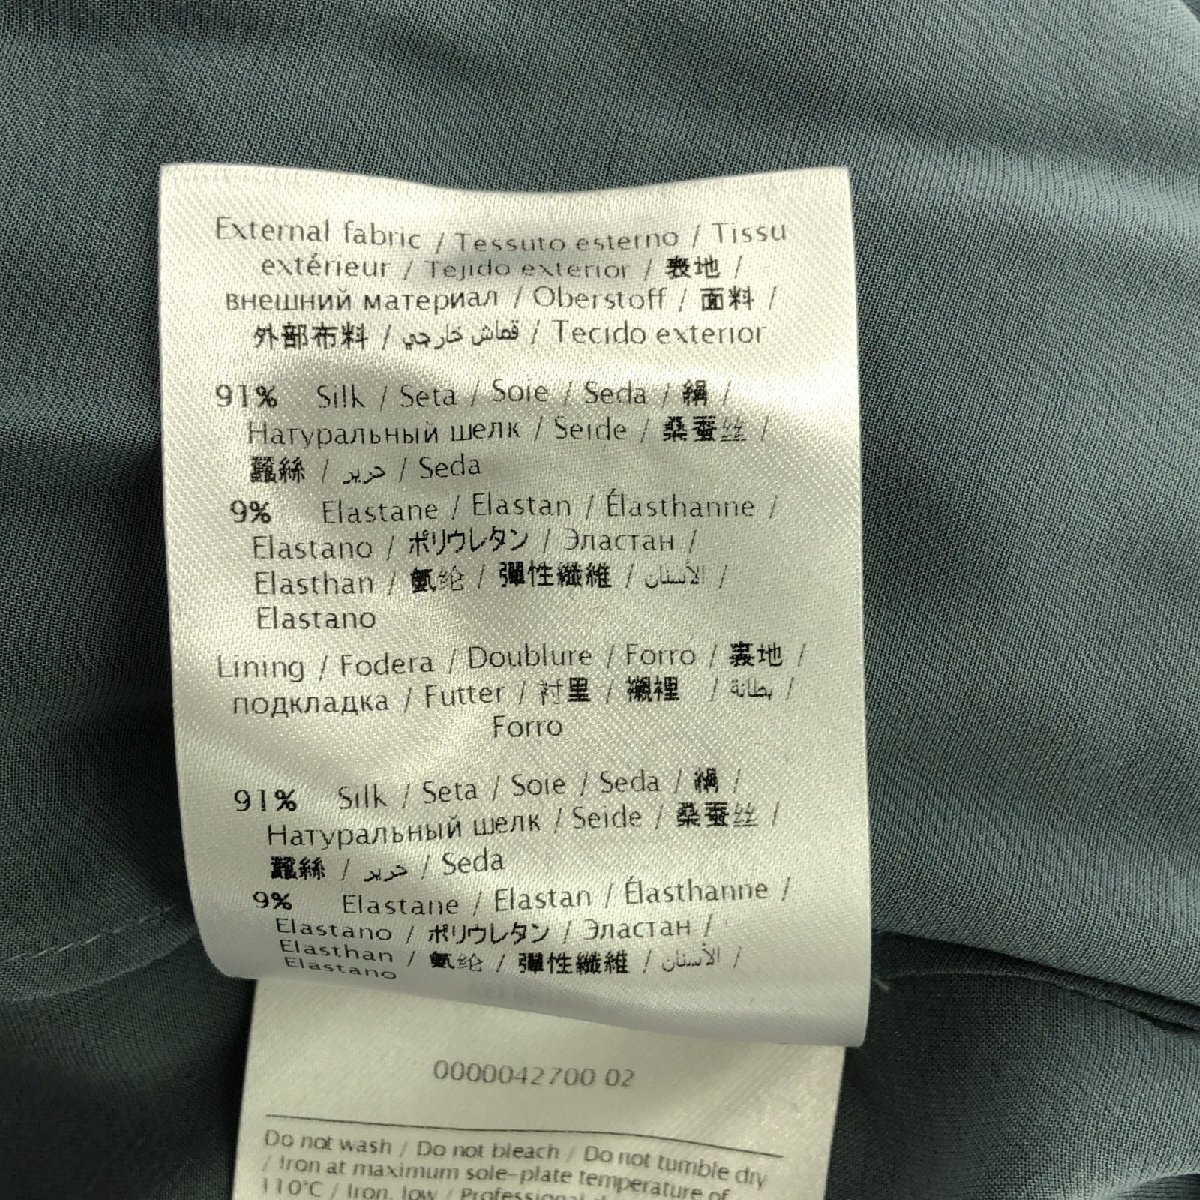 External fabric / Tessuto esterno / Tissu
extérieur / Tejido exterior / 表地 /
внешний материал / Oberstoff / 面料 /
外部布料 / قماش خارجي / Tecido exterior
91% Silk / Seta / Soie / Seda / 絹 /
Натуральный шелк / Seide / 桑蚕丝 /
蠶絲 / حرير / Seda
9% Elastane / Elastan / Élasthanne /
Elastano / ポリウレタン / Эластан /
Elasthan / 氨纶 / 彈性纖維 / الأستان /
Elastano
Lining / Fodera / Doublure / Forro / 裏地 /
подкладка / Futter / 衬里 / 襯裡 / بطانة /
Forro
91% Silk / Seta / Soie / Seda / 絹 /
Натуральный шелк / Seide / 桑蚕丝 /
蠶絲 / حرير / Seda
9% Elastane / Elastan / Élasthanne /
Elastano / ポリウレタン / Эластан /
Elasthan / 氨纶 / 彈性纖維 / الأستان /
Elastano
0000042700 02
Do not wash / Do not bleach / Do not tumble dry
/ Iron at maximum sole-plate temperature of
110°C / Iron, low / Professional